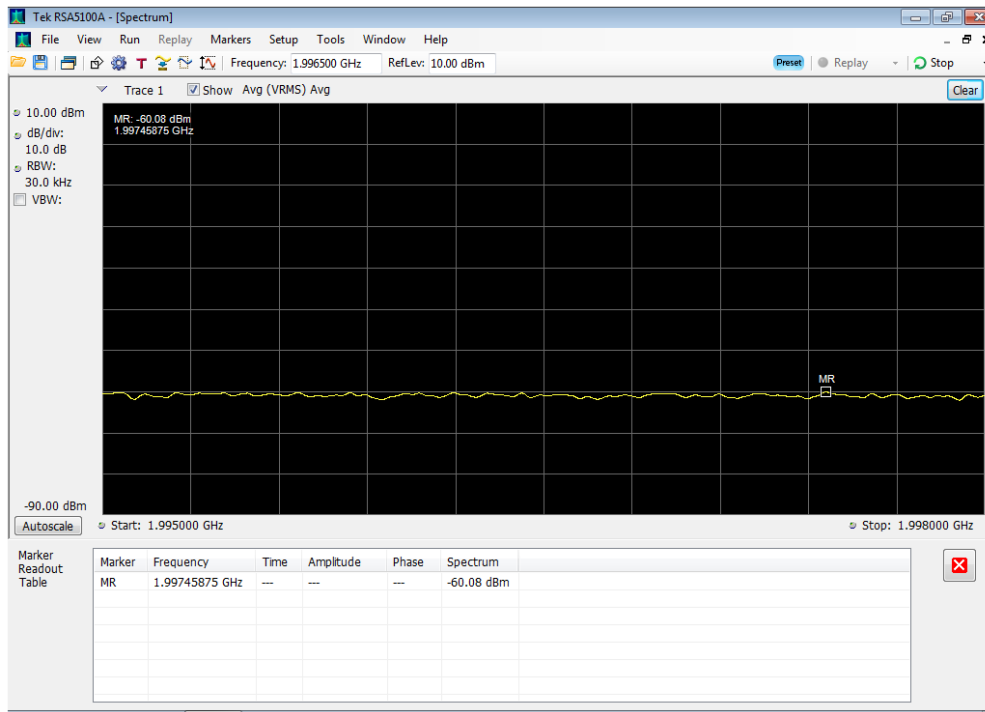 Tek RSA5100A - [Spectrum]
File View Run Replay Markers Setup Tools Window Help
T Frequency: 1.996500 GHz RefLev: 10.00 dBm Preset Replay Stop
Trace 1 Show Avg (VRMS) Avg Clear
10.00 dBm
dB/div:
10.0 dB
RBW:
30.0 kHz
VBW:
MR: -60.08 dBm
1.99745875 GHz
MR
-90.00 dBm
Autoscale Start: 1.995000 GHz Stop: 1.998000 GHz
Marker
Readout
Table
Marker Frequency Time Amplitude Phase Spectrum
MR 1.99745875 GHz --- --- --- -60.08 dBm